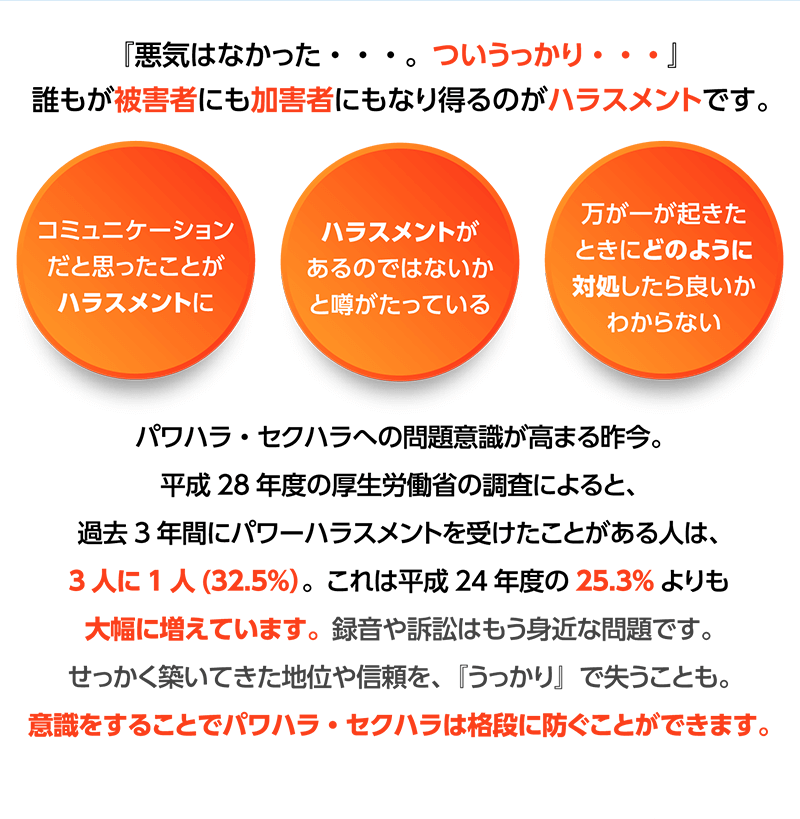 『悪気はなかった・・・。ついうっかり・・・』
誰もが被害者にも加害者にもなり得るのがハラスメントです。
コミュニケーション
だと思ったことが
ハラスメントに
ハラスメントが
あるのではないか
と噂がたっている
万が一が起きた
ときにどのように
対処したら良いか
わからない
パワハラ・セクハラへの問題意識が高まる昨今。
平成 28 年度の厚生労働省の調査によると、
過去 3 年間にパワーハラスメントを受けたことがある人は、
3 人に 1 人 (32.5%) 。これは平成 24 年度の 25.3% よりも
大幅に増えています。録音や訴訟はもう身近な問題です。
せっかく築いてきた地位や信頼を、『うっかり』で失うことも。
意識をすることでパワハラ・セクハラは格段に防ぐことができます。